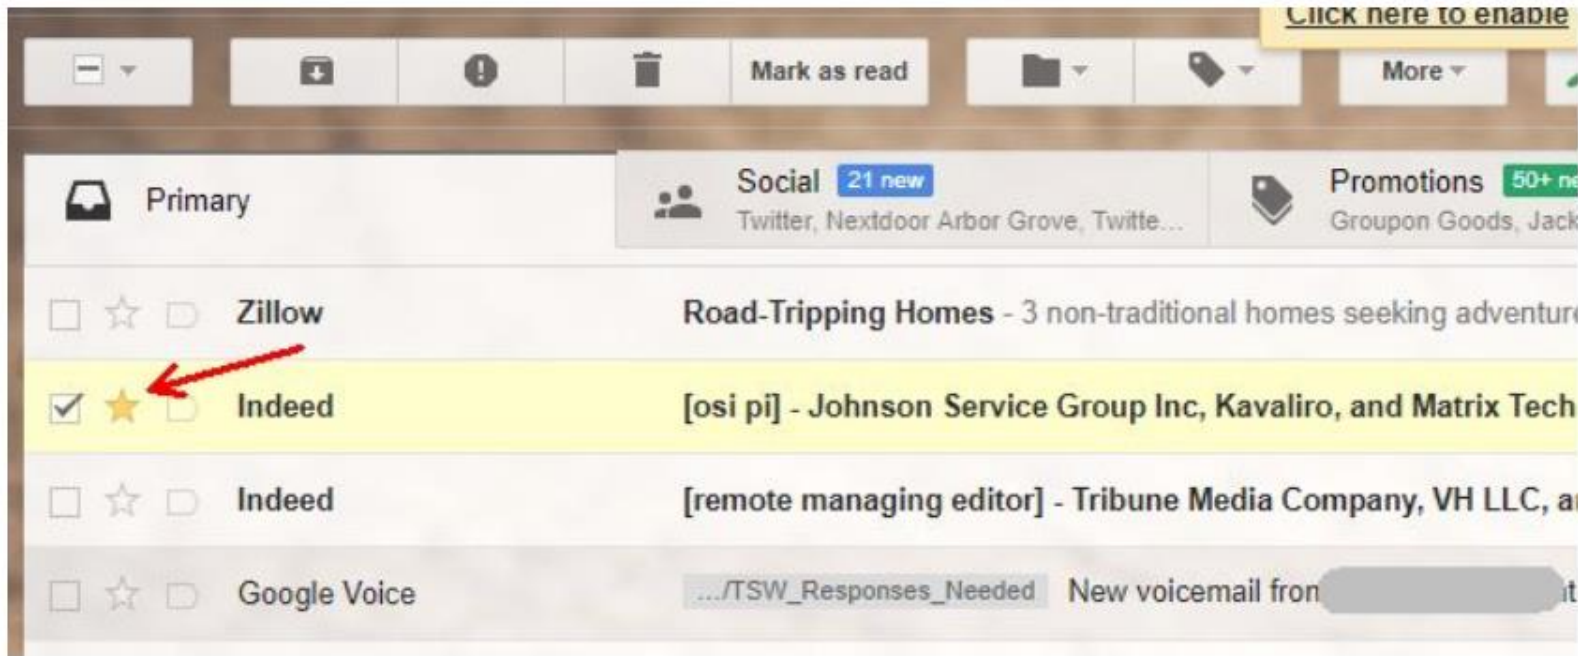 Click here to enable
Mark as read
More
Primary
Social 21 new
Twitter, Nextdoor Arbor Grove, Twitte...
Promotions 50+ ne
Groupon Goods, Jack
Zillow Road-Tripping Homes - 3 non-traditional homes seeking adventure
Indeed [osi pi] - Johnson Service Group Inc, Kavaliro, and Matrix Tech
Indeed [remote managing editor] - Tribune Media Company, VH LLC, a
Google Voice .../TSW_Responses_Needed New voicemail from